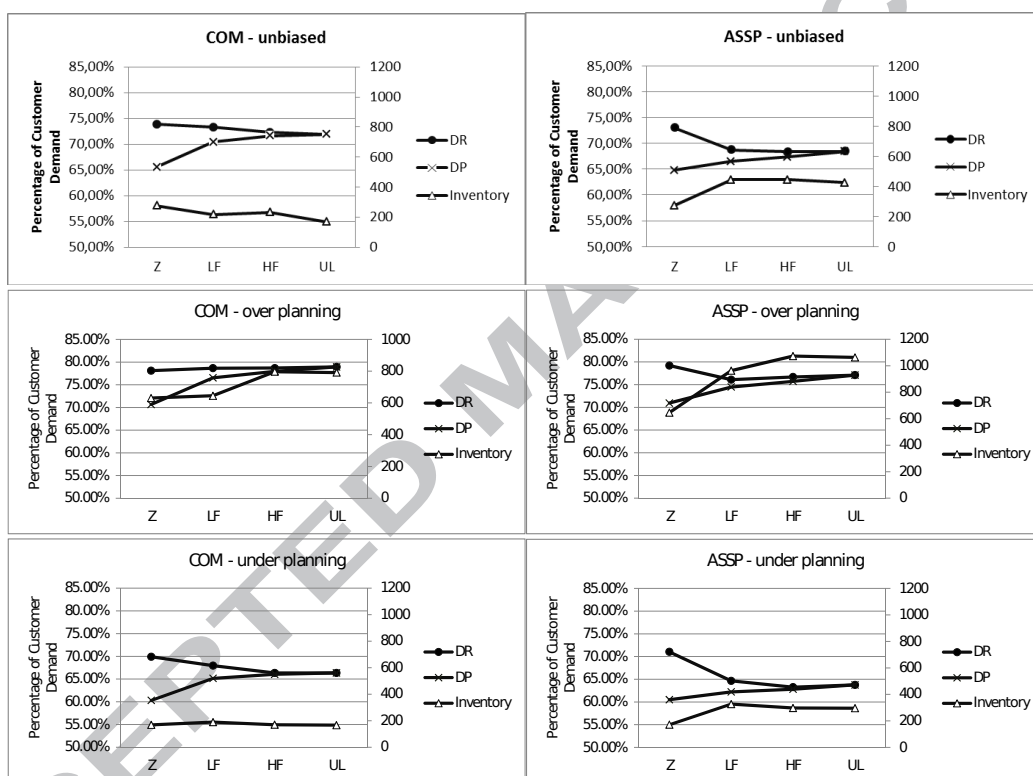 COM - unbiased
Percentage of Customer
Demand
85,00%
80,00%
75,00%
70,00%
65,00%
60,00%
55,00%
50,00%
1200
1000
800
600
400
200
0
Z LF HF UL
DR
DP
Inventory
ASSP - unbiased
Percentage of Customer
Demand
85,00%
80,00%
75,00%
70,00%
65,00%
60,00%
55,00%
50,00%
1200
1000
800
600
400
200
0
Z LF HF UL
DR
DP
Inventory
COM - over planning
Percentage of Customer
Demand
85.00%
80.00%
75.00%
70.00%
65.00%
60.00%
55.00%
50.00%
1000
800
600
400
200
0
Z LF HF UL
DR
DP
Inventory
ASSP - over planning
Percentage of Customer
Demand
85.00%
80.00%
75.00%
70.00%
65.00%
60.00%
55.00%
50.00%
1200
1000
800
600
400
200
0
Z LF HF UL
DR
DP
Inventory
COM - under planning
Percentage of Customer
Demand
85.00%
80.00%
75.00%
70.00%
65.00%
60.00%
55.00%
50.00%
1200
1000
800
600
400
200
0
Z LF HF UL
DR
DP
Inventory
ASSP - under planning
Percentage of Customer
Demand
85.00%
80.00%
75.00%
70.00%
65.00%
60.00%
55.00%
50.00%
1200
1000
800
600
400
200
0
Z LF HF UL
DR
DP
Inventory